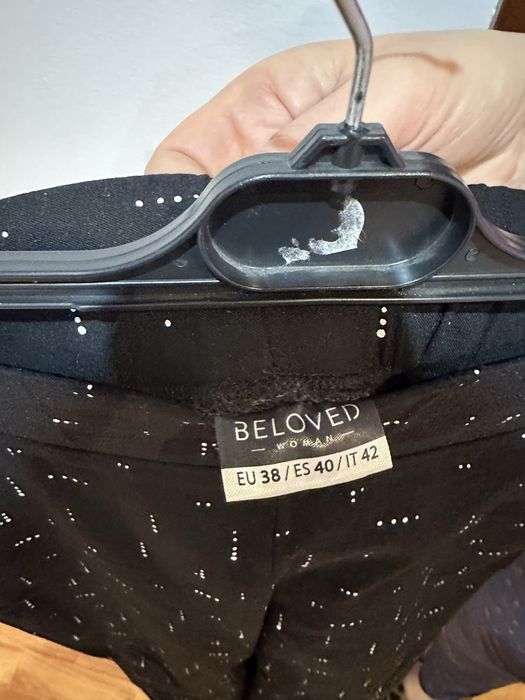 BELOVED
WOMAN
EU 38 / ES 40 / IT 42